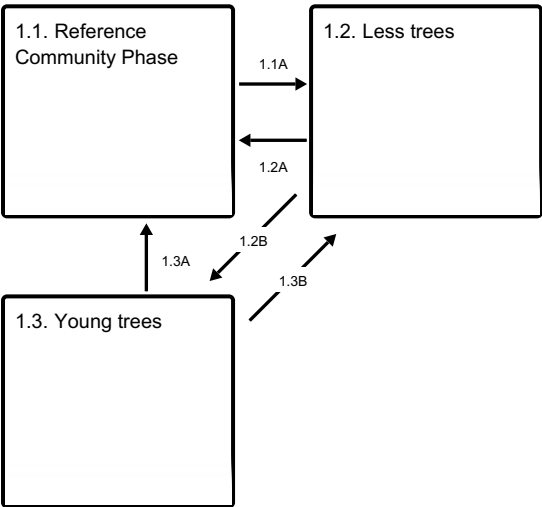 1.1. Reference
Community Phase
1.2. Less trees
1.1A
1.2A
1.2B
1.3A
1.3B
1.3. Young trees